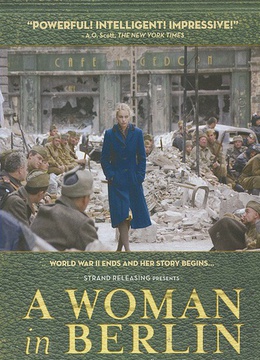 “POWERFUL! INTELLIGENT! IMPRESSIVE!”
–A.O. Scott, THE NEW YORK TIMES
CAFE
WORLD WAR II ENDS AND HER STORY BEGINS...
STRAND RELEASING PRESENTS
A WOMAN
in BERLIN